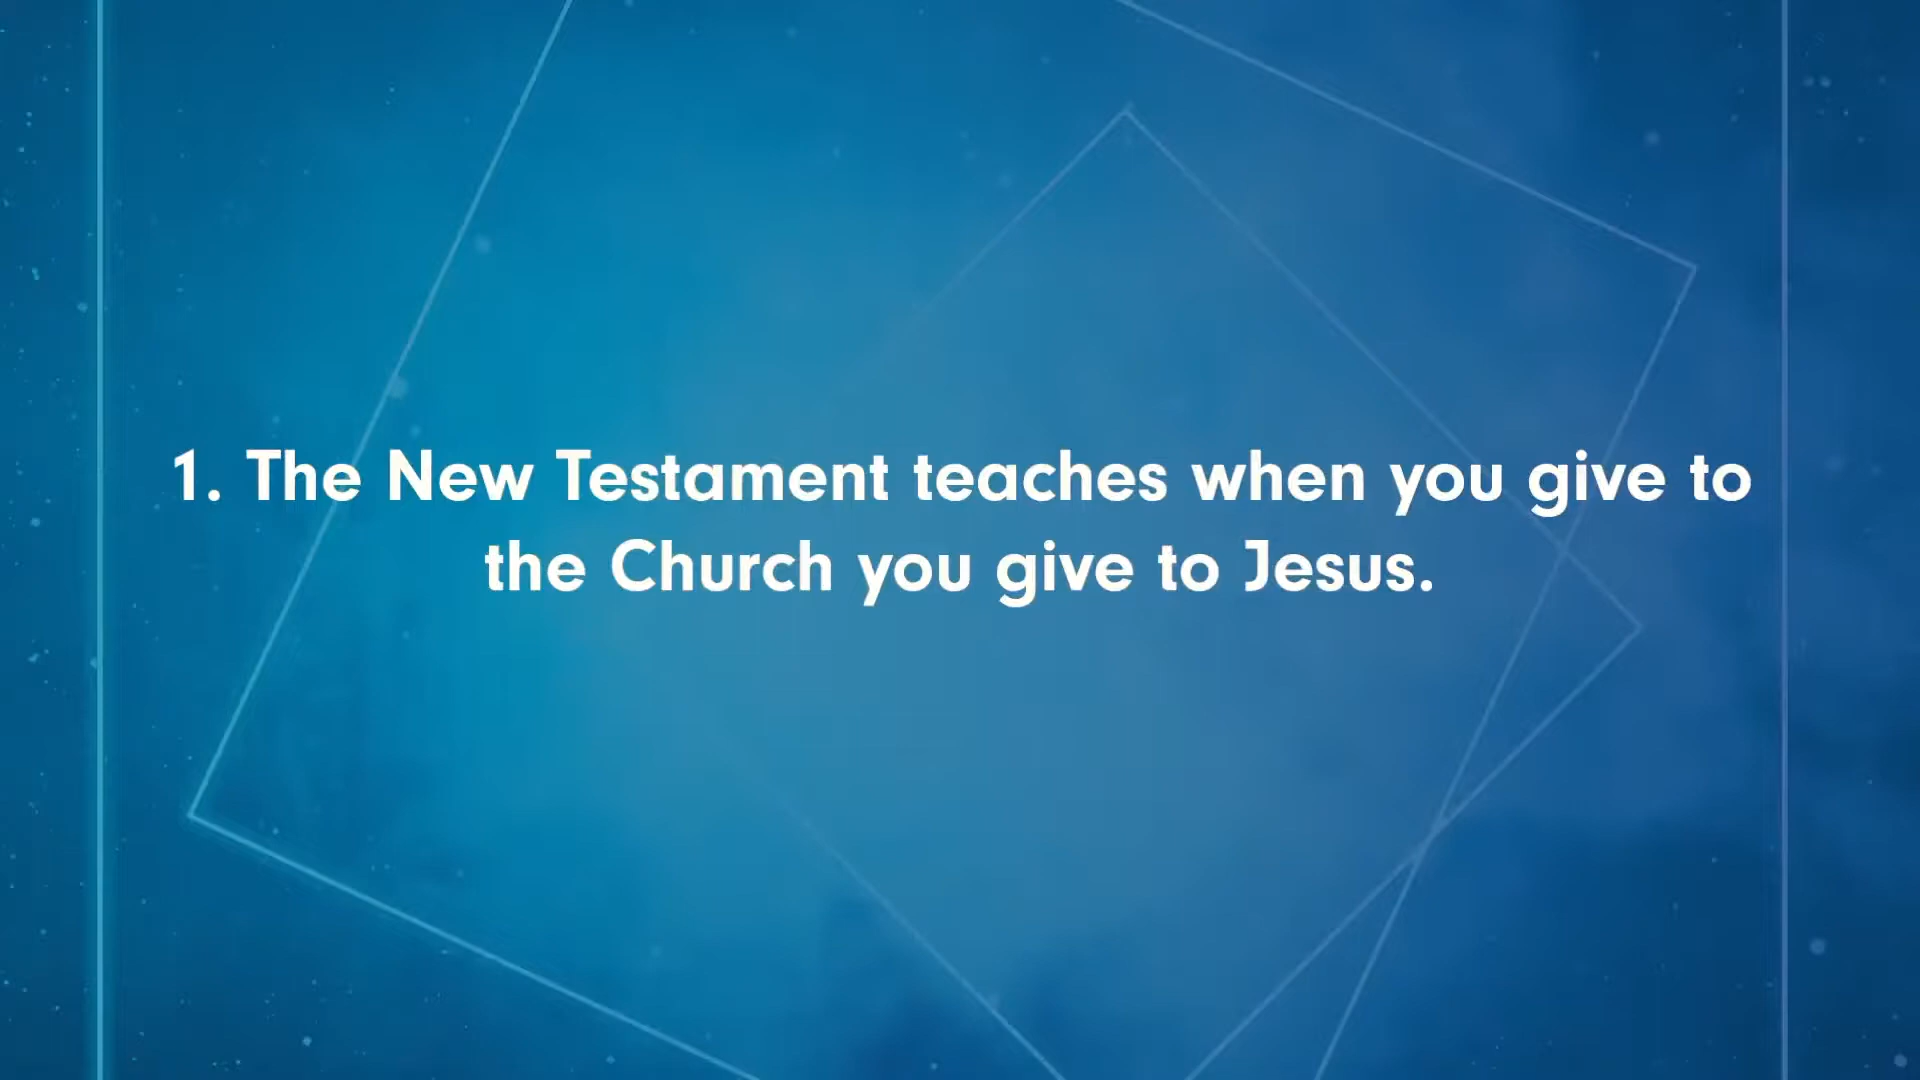 1. The New Testament teaches when you give to
the Church you give to Jesus.